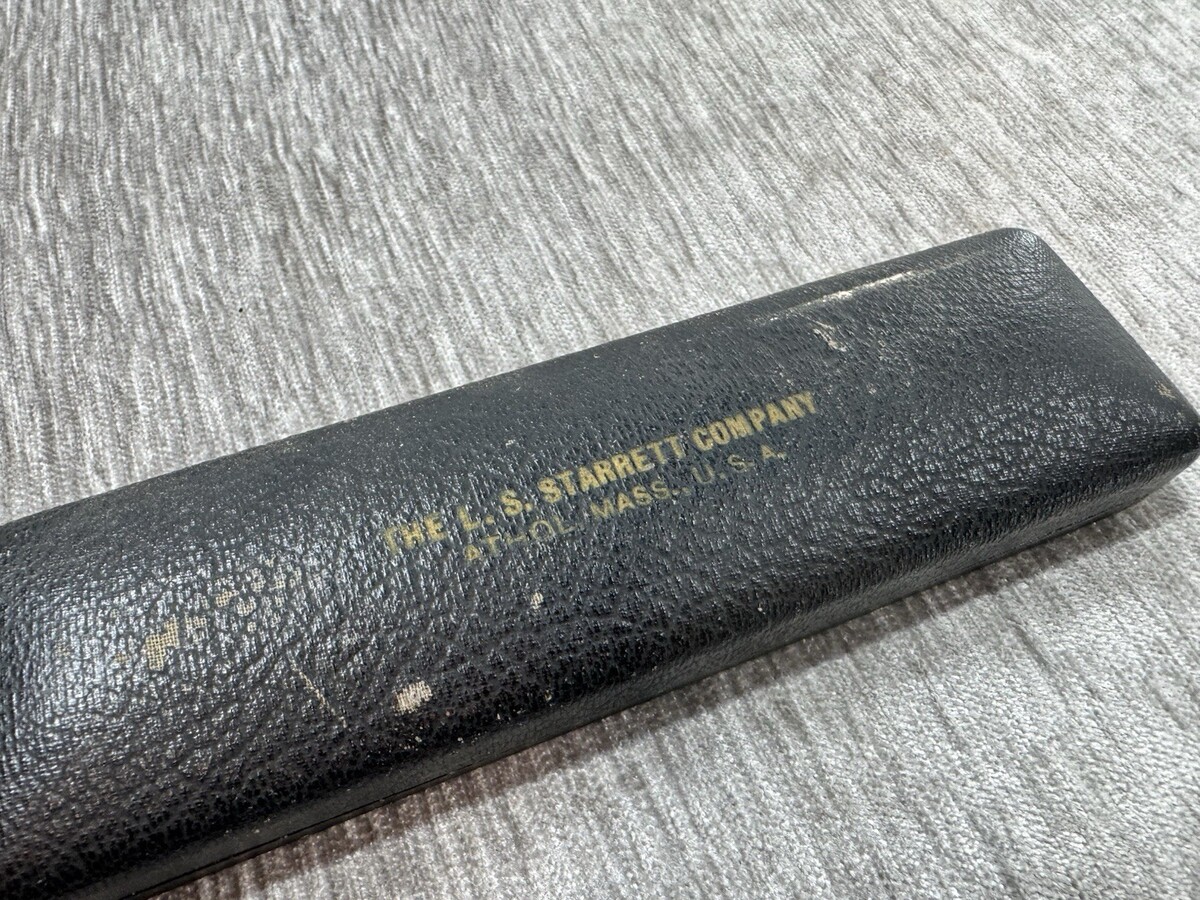 THE L. S. STARRETT COMPANY
ATHOL, MASS., U. S. A.